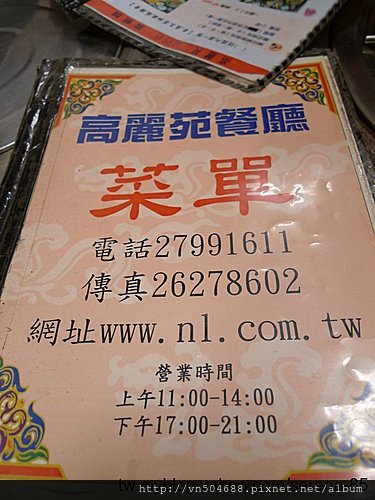 高麗苑餐廳
菜單
電話27991611
傳真26278602
網址www.nl.com.tw
營業時間
上午11:00-14:00
下午17:00-21:00
http://vn504688.pixnet.net/album